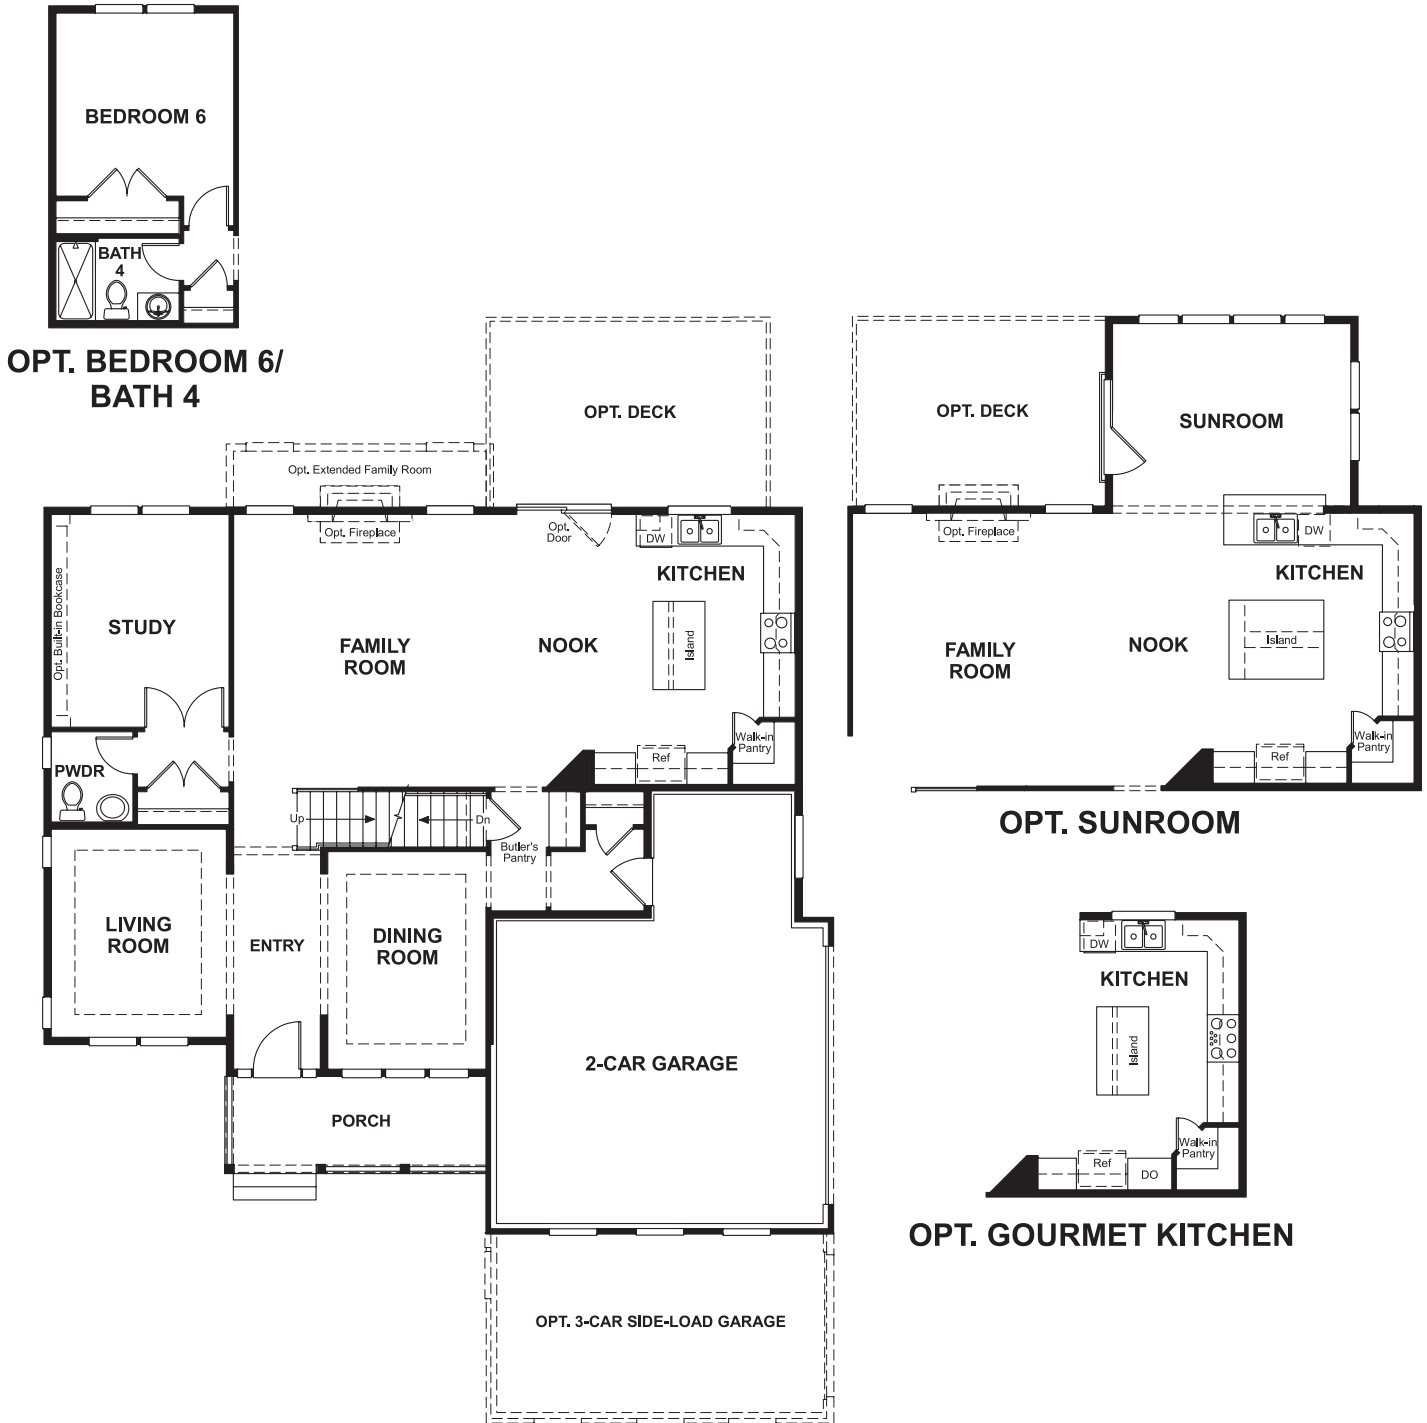 BEDROOM 6
BATH
4
OPT. BEDROOM 6/
BATH 4
OPT. DECK
Opt. Extended Family Room
Opt. Fireplace
Opt.
Door
DW
KITCHEN
Opt. Built-in Bookcase
STUDY
FAMILY
ROOM
NOOK
Island
Walk-in
Pantry
Ref
PWDR
Up
Dn
Butler's
Pantry
LIVING
ROOM
ENTRY
DINING
ROOM
2-CAR GARAGE
PORCH
OPT. 3-CAR SIDE-LOAD GARAGE
OPT. DECK
SUNROOM
Opt. Fireplace
DW
KITCHEN
FAMILY
ROOM
NOOK
Island
Walk-in
Pantry
Ref
OPT. SUNROOM
DW
KITCHEN
Island
Walk-in
Pantry
Ref
DO
OPT. GOURMET KITCHEN